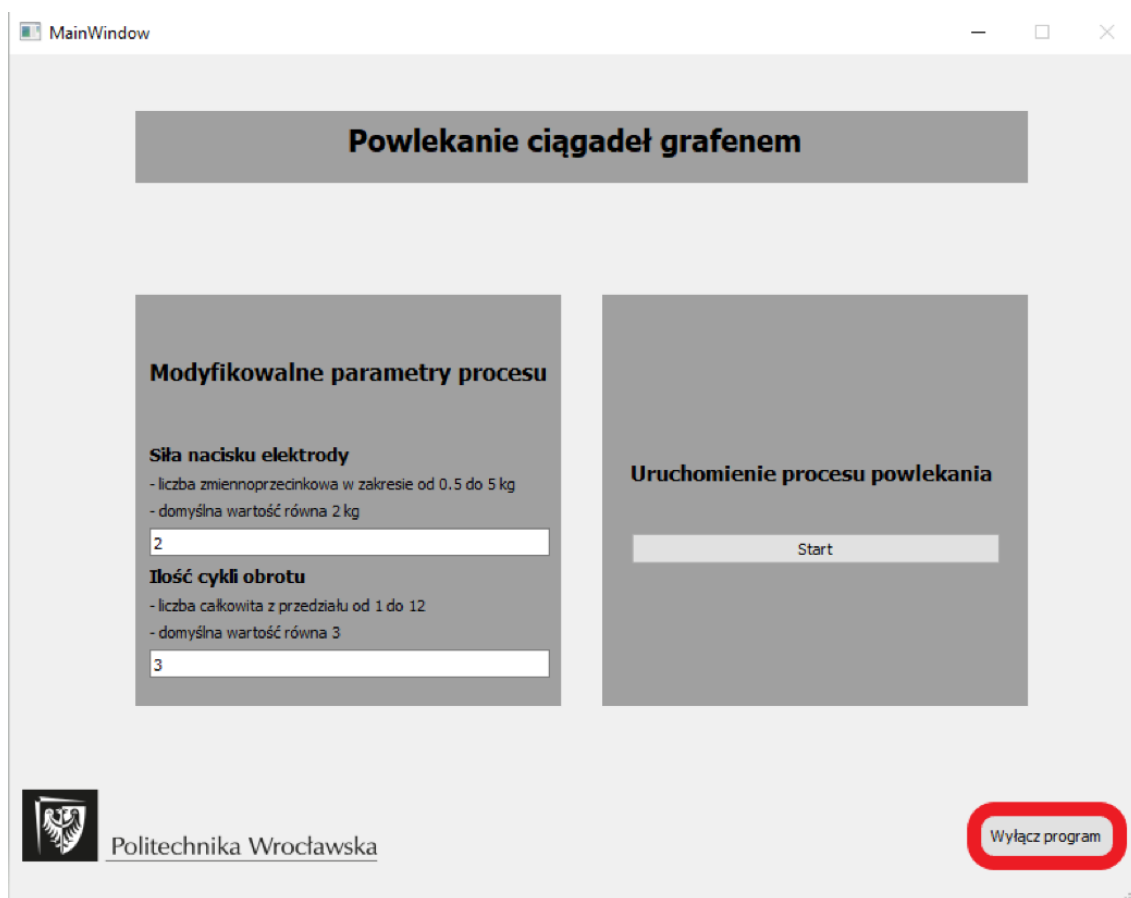 MainWindow
Powlekanie ciągadeł grafenem
Modyfikowalne parametry procesu
Siła nacisku elektrody
- liczba zmiennoprzecinkowa w zakresie od 0.5 do 5 kg
- domyślna wartość równa 2 kg
2
Ilość cykli obrotu
- liczba całkowita z przedziału od 1 do 12
- domyślna wartość równa 3
3
Uruchomienie procesu powlekania
Start
Politechnika Wrocławska
Wyłącz program